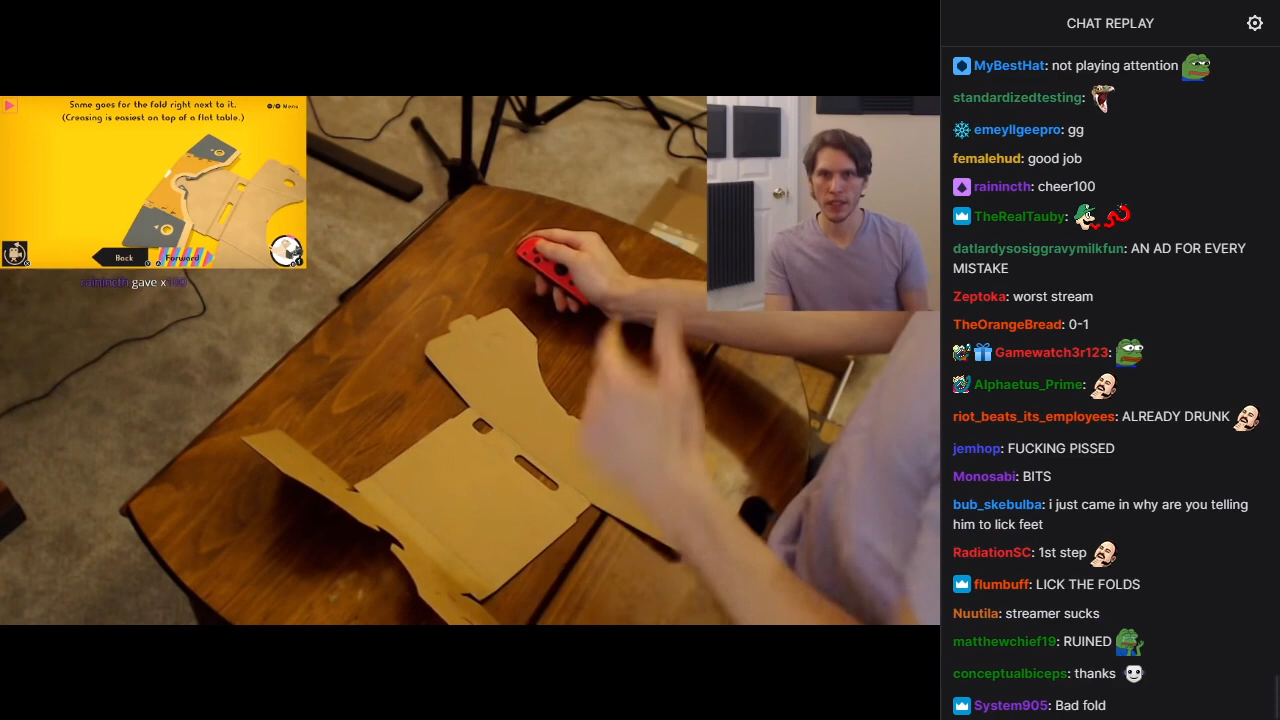 Same goes for the fold right next to it.
(Creasing is easiest on top of a flat table.)
Menu
Back
Forward
rainincth gave x100
CHAT REPLAY
MyBestHat: not playing attention
standardizedtesting:
emeyllgeepro: gg
femalehud: good job
rainincth: cheer100
TheRealTauby:
datlardysosiggravymilkfun: AN AD FOR EVERY
MISTAKE
Zeptoka: worst stream
TheOrangeBread: 0-1
Gamewatch3r123:
Alphaetus_Prime:
riot_beats_its_employees: ALREADY DRUNK
jemhop: FUCKING PISSED
Monosabi: BITS
bub_skebulba: i just came in why are you telling
him to lick feet
RadiationSC: 1st step
flumbuff: LICK THE FOLDS
Nuutila: streamer sucks
matthewchief19: RUINED
conceptualbiceps: thanks
System905: Bad fold